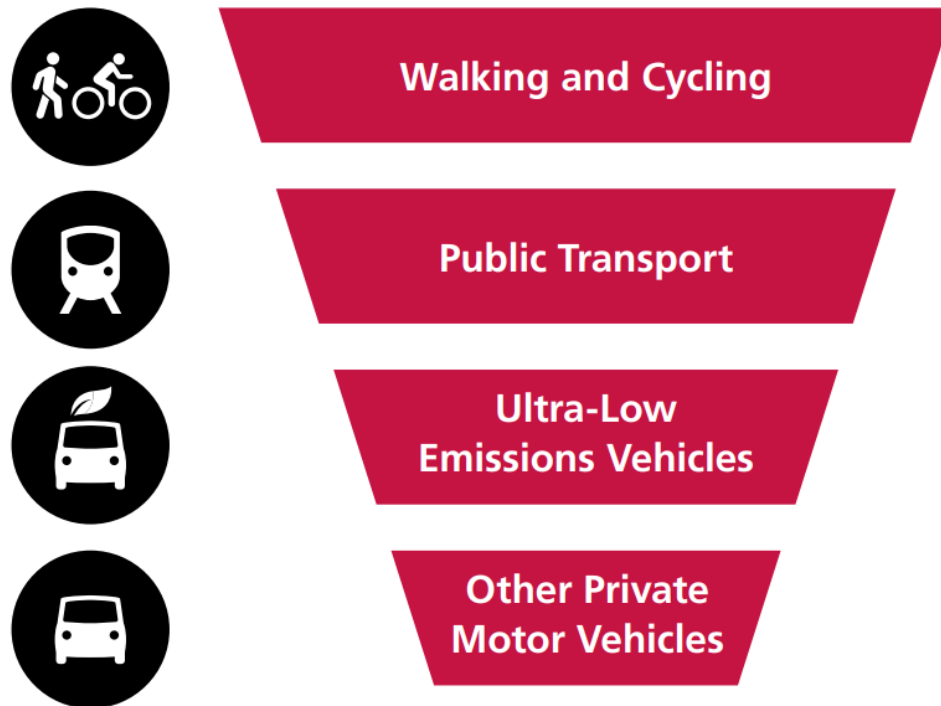 Walking and Cycling
Public Transport
Ultra-Low
Emissions Vehicles
Other Private
Motor Vehicles